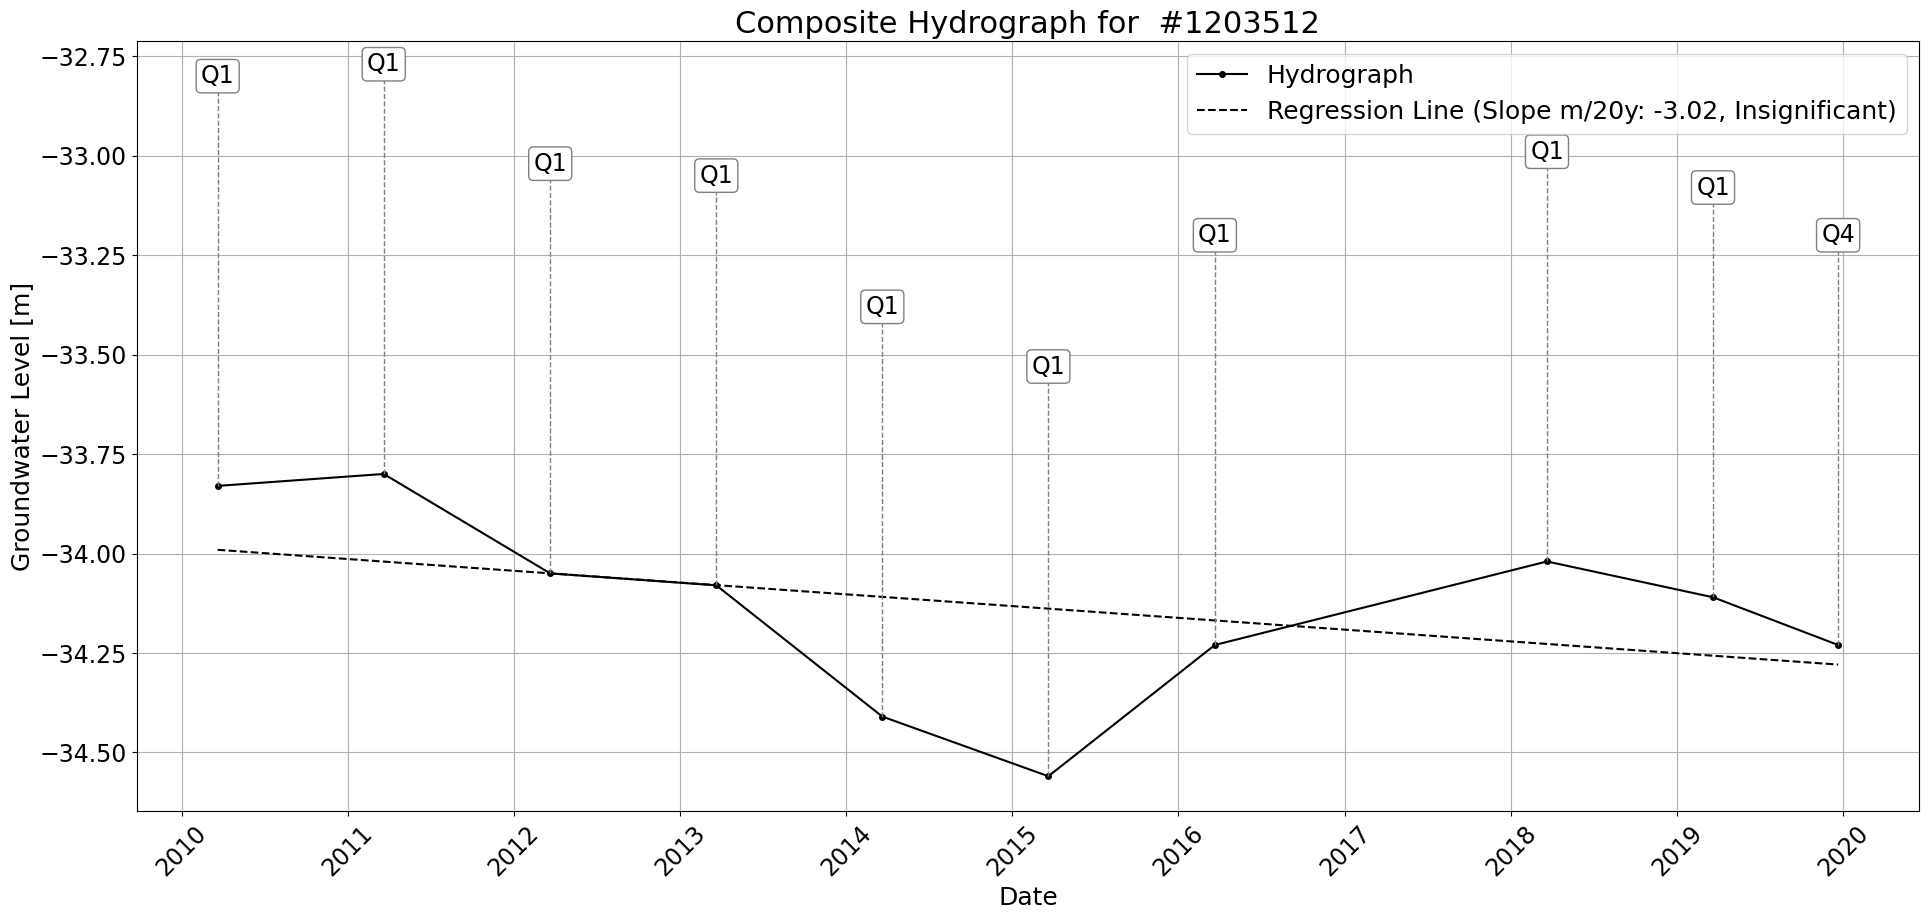 Composite Hydrograph for  #1203512
Hydrograph
Regression Line (Slope m/20y: -3.02, Insignificant)
Q1
Q1
Q1
Q1
Q1
Q1
Q1
Q1
Q1
Q4
Groundwater Level [m]
−32.75
−33.00
−33.25
−33.50
−33.75
−34.00
−34.25
−34.50
2010
2011
2012
2013
2014
2015
2016
2017
2018
2019
2020
Date